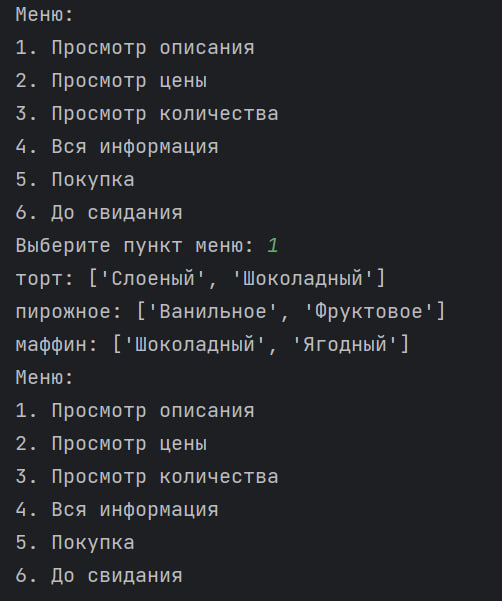 Меню:
1. Просмотр описания
2. Просмотр цены
3. Просмотр количества
4. Вся информация
5. Покупка
6. До свидания
Выберите пункт меню: 1
торт: ['Слоеный', 'Шоколадный']
пирожное: ['Ванильное', 'Фруктовое']
маффин: ['Шоколадный', 'Ягодный']
Меню:
1. Просмотр описания
2. Просмотр цены
3. Просмотр количества
4. Вся информация
5. Покупка
6. До свидания